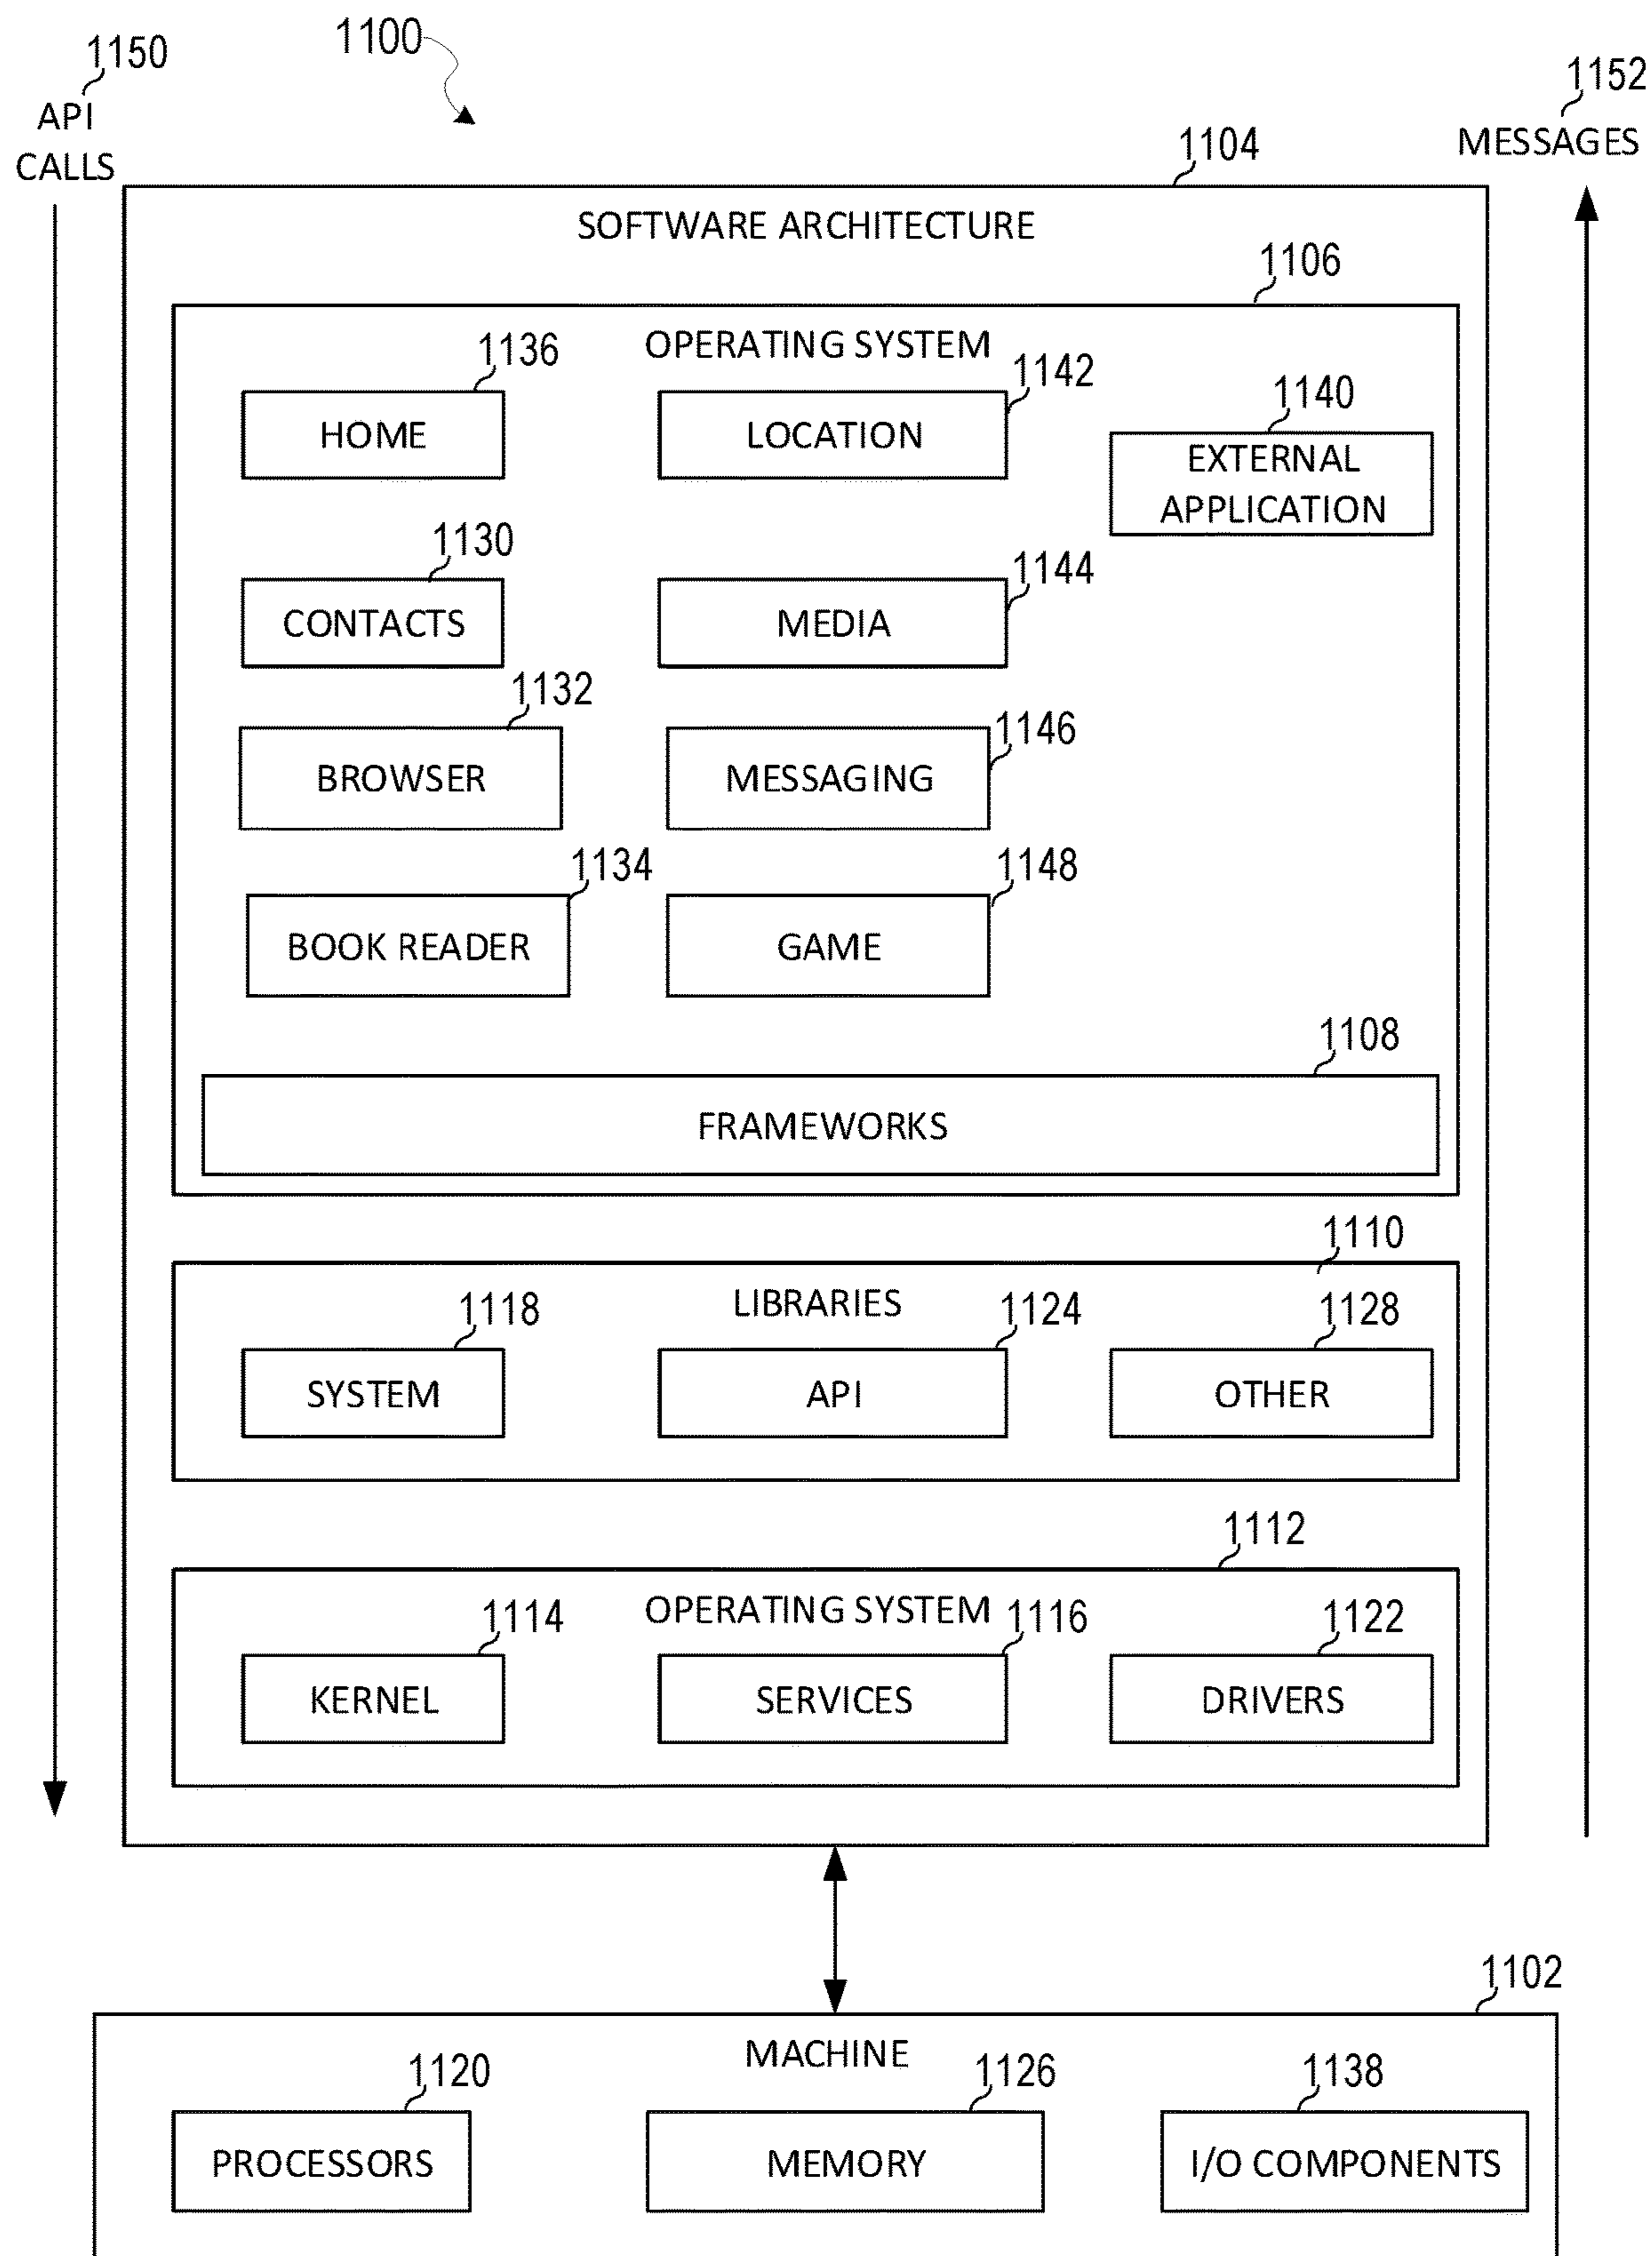 1150
1100
1152
API
CALLS
MESSAGES
1104
SOFTWARE ARCHITECTURE
1106
OPERATING SYSTEM
1136
1142
1140
HOME
LOCATION
EXTERNAL
APPLICATION
1130
1144
CONTACTS
MEDIA
1132
1146
BROWSER
MESSAGING
1134
1148
BOOK READER
GAME
1108
FRAMEWORKS
1110
LIBRARIES
1118
1124
1128
SYSTEM
API
OTHER
1112
OPERATING SYSTEM
1114
1116
1122
KERNEL
SERVICES
DRIVERS
1102
MACHINE
1120
1126
1138
PROCESSORS
MEMORY
I/O COMPONENTS